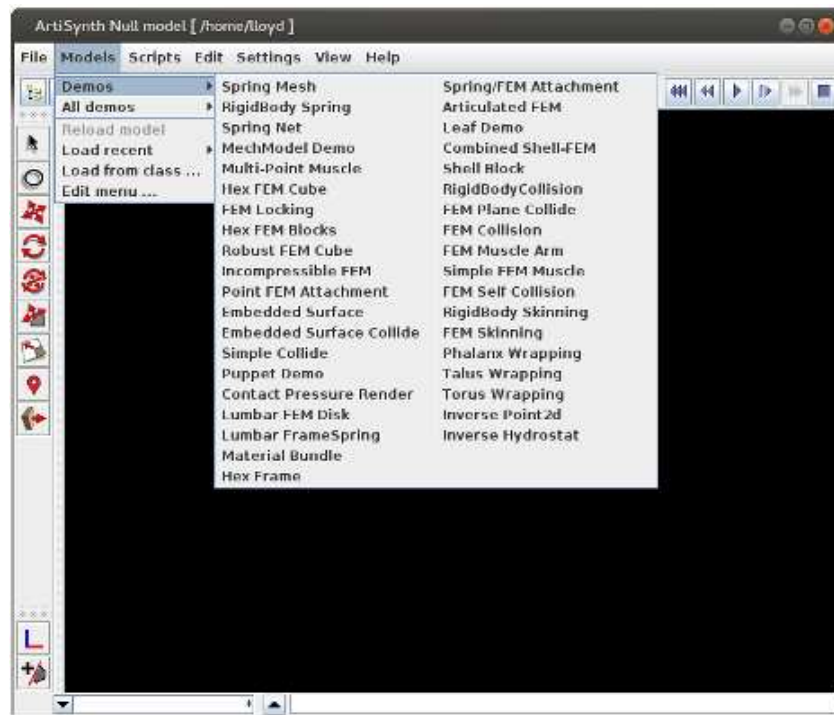 ArtiSynth Null model [ /home/lloyd ]
File Models Scripts Edit Settings View Help
Demos
All demos
Reload model
Load recent
Load from class ...
Edit menu ...
Spring Mesh
RigidBody Spring
Spring Net
MechModel Demo
Multi-Point Muscle
Hex FEM Cube
FEM Locking
Hex FEM Blocks
Robust FEM Cube
Incompressible FEM
Point FEM Attachment
Embedded Surface
Embedded Surface Collide
Simple Collide
Puppet Demo
Contact Pressure Render
Lumbar FEM Disk
Lumbar FrameSpring
Material Bundle
Hex Frame
Spring/FEM Attachment
Articulated FEM
Leaf Demo
Combined Shell-FEM
Shell Block
RigidBodyCollision
FEM Plane Collide
FEM Collision
FEM Muscle Arm
Simple FEM Muscle
FEM Self Collision
RigidBody Skinning
FEM Skinning
Phalanx Wrapping
Talus Wrapping
Torus Wrapping
Inverse Point2d
Inverse Hydrostat